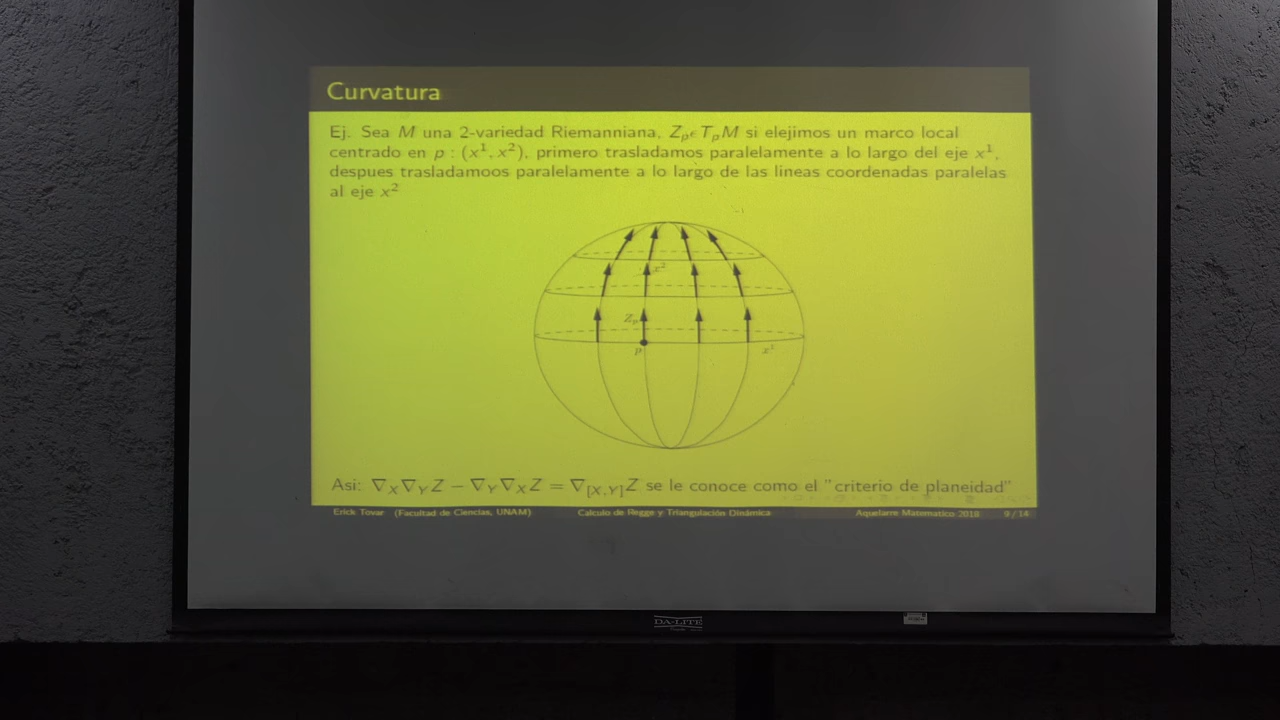 Curvatura
Ej. Sea M una 2-variedad Riemanniana, Z_p ϵ T_pM si elejimos un marco local
centrado en p : (x¹, x²), primero trasladamos paralelamente a lo largo del eje x¹,
despues trasladamoos paralelamente a lo largo de las lineas coordenadas paralelas
al eje x²
x²
Z_p
p
x¹
Asi: ∇_X∇_Y Z − ∇_Y∇_X Z = ∇_[X,Y] Z se le conoce como el "criterio de planeidad"
Erick Tovar (Facultad de Ciencias, UNAM) Calculo de Regge y Triangulación Dinámica Aquelarre Matematico 2018 9 / 14
DA-LITE